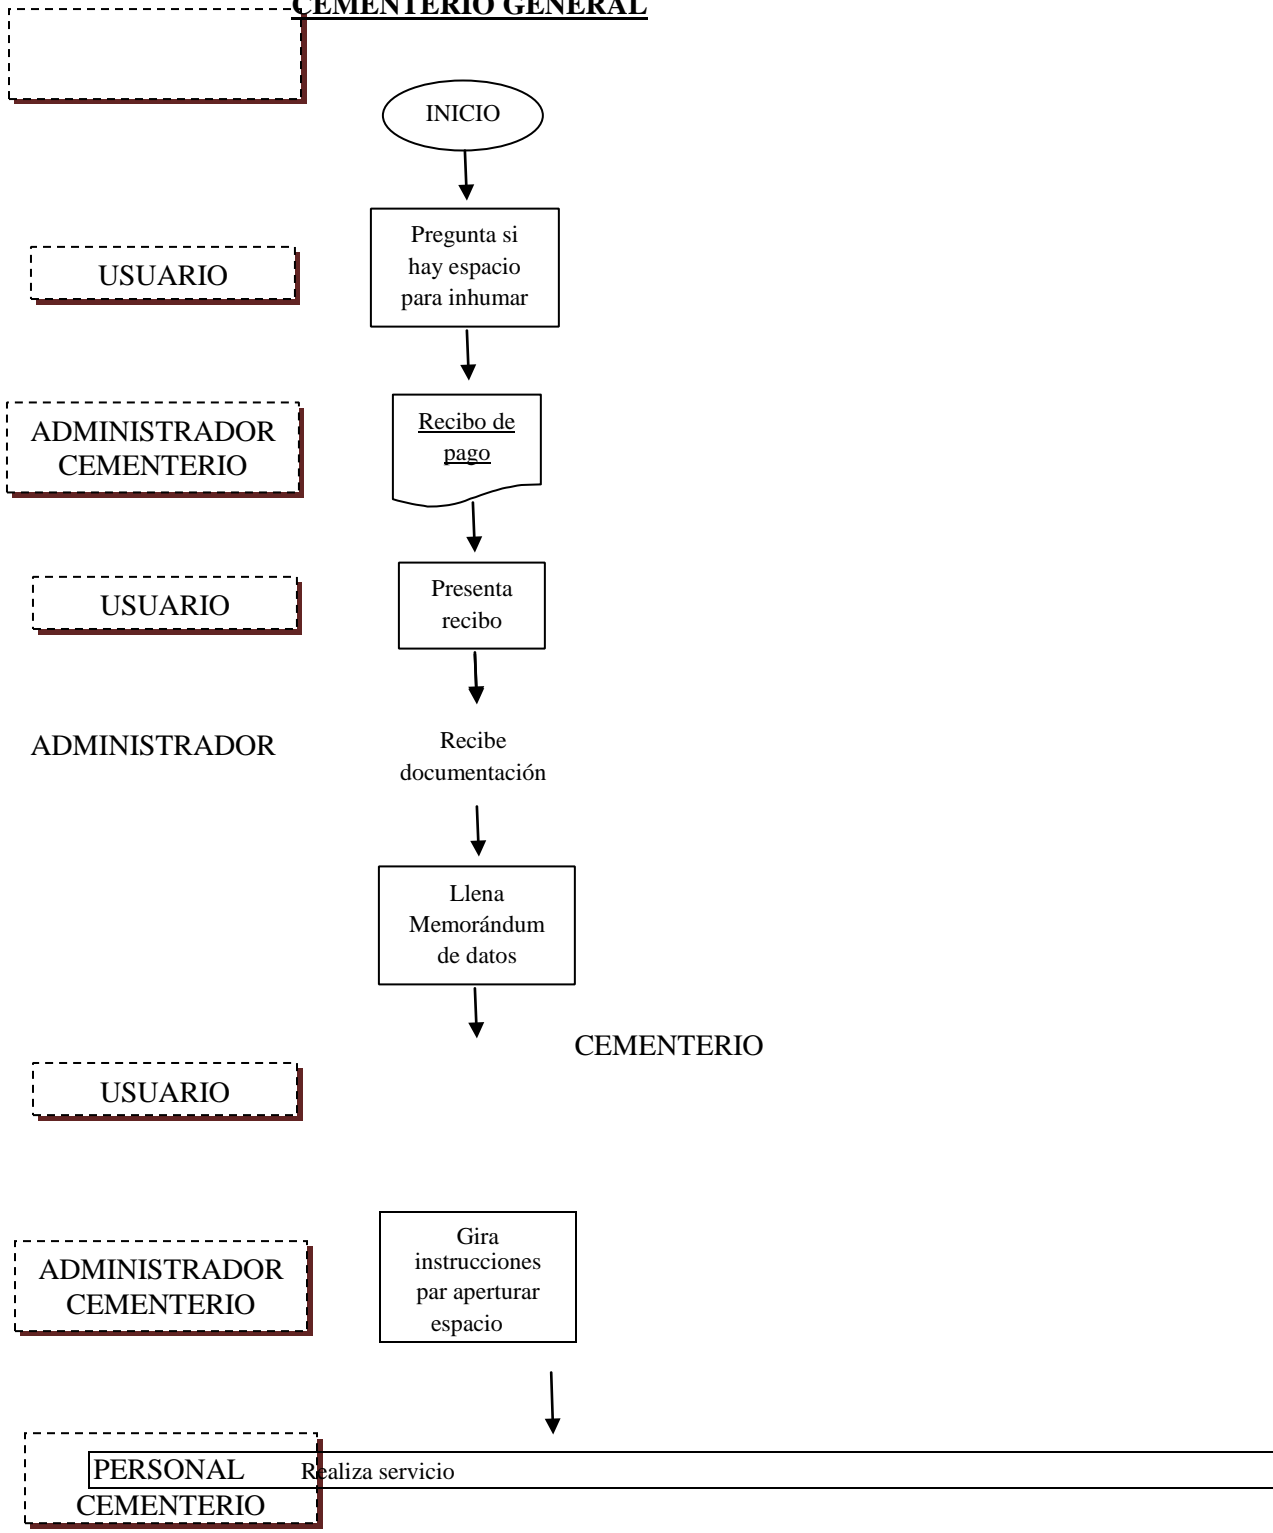 CEMENTERIO GENERAL
INICIO
USUARIO
Pregunta si
hay espacio
para inhumar
ADMINISTRADOR
CEMENTERIO
Recibo de
pago
USUARIO
Presenta
recibo
ADMINISTRADOR
Recibe
documentación
Llena
Memorándum
de datos
CEMENTERIO
USUARIO
ADMINISTRADOR
CEMENTERIO
Gira
instrucciones
par aperturar
espacio
PERSONAL
CEMENTERIO
Realiza servicio